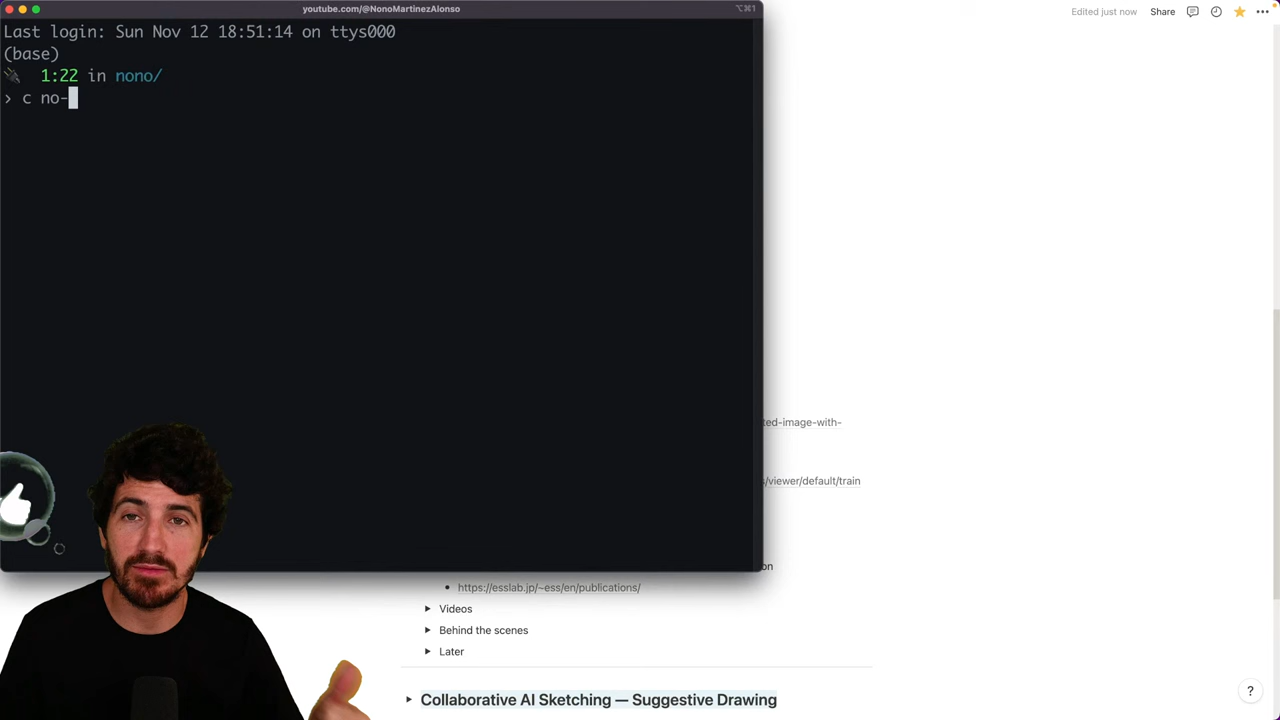 youtube.com/@NonoMartinezAlonso
⌥⌘1
Last login: Sun Nov 12 18:51:14 on ttys000
(base)
1:22 in nono/
› c no-
Edited just now
Share
ted-image-with-
s/viewer/default/train
on
• https://esslab.jp/~ess/en/publications/
Videos
Behind the scenes
Later
Collaborative AI Sketching — Suggestive Drawing
?